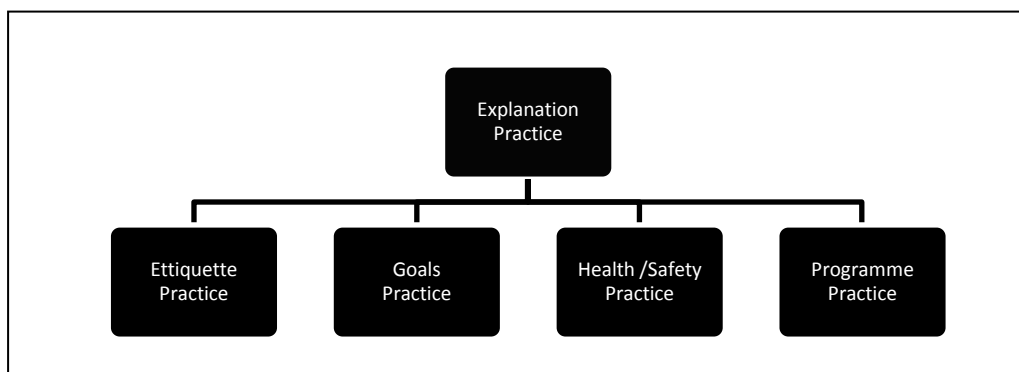 Explanation
Practice
Ettiquette
Practice
Goals
Practice
Health /Safety
Practice
Programme
Practice